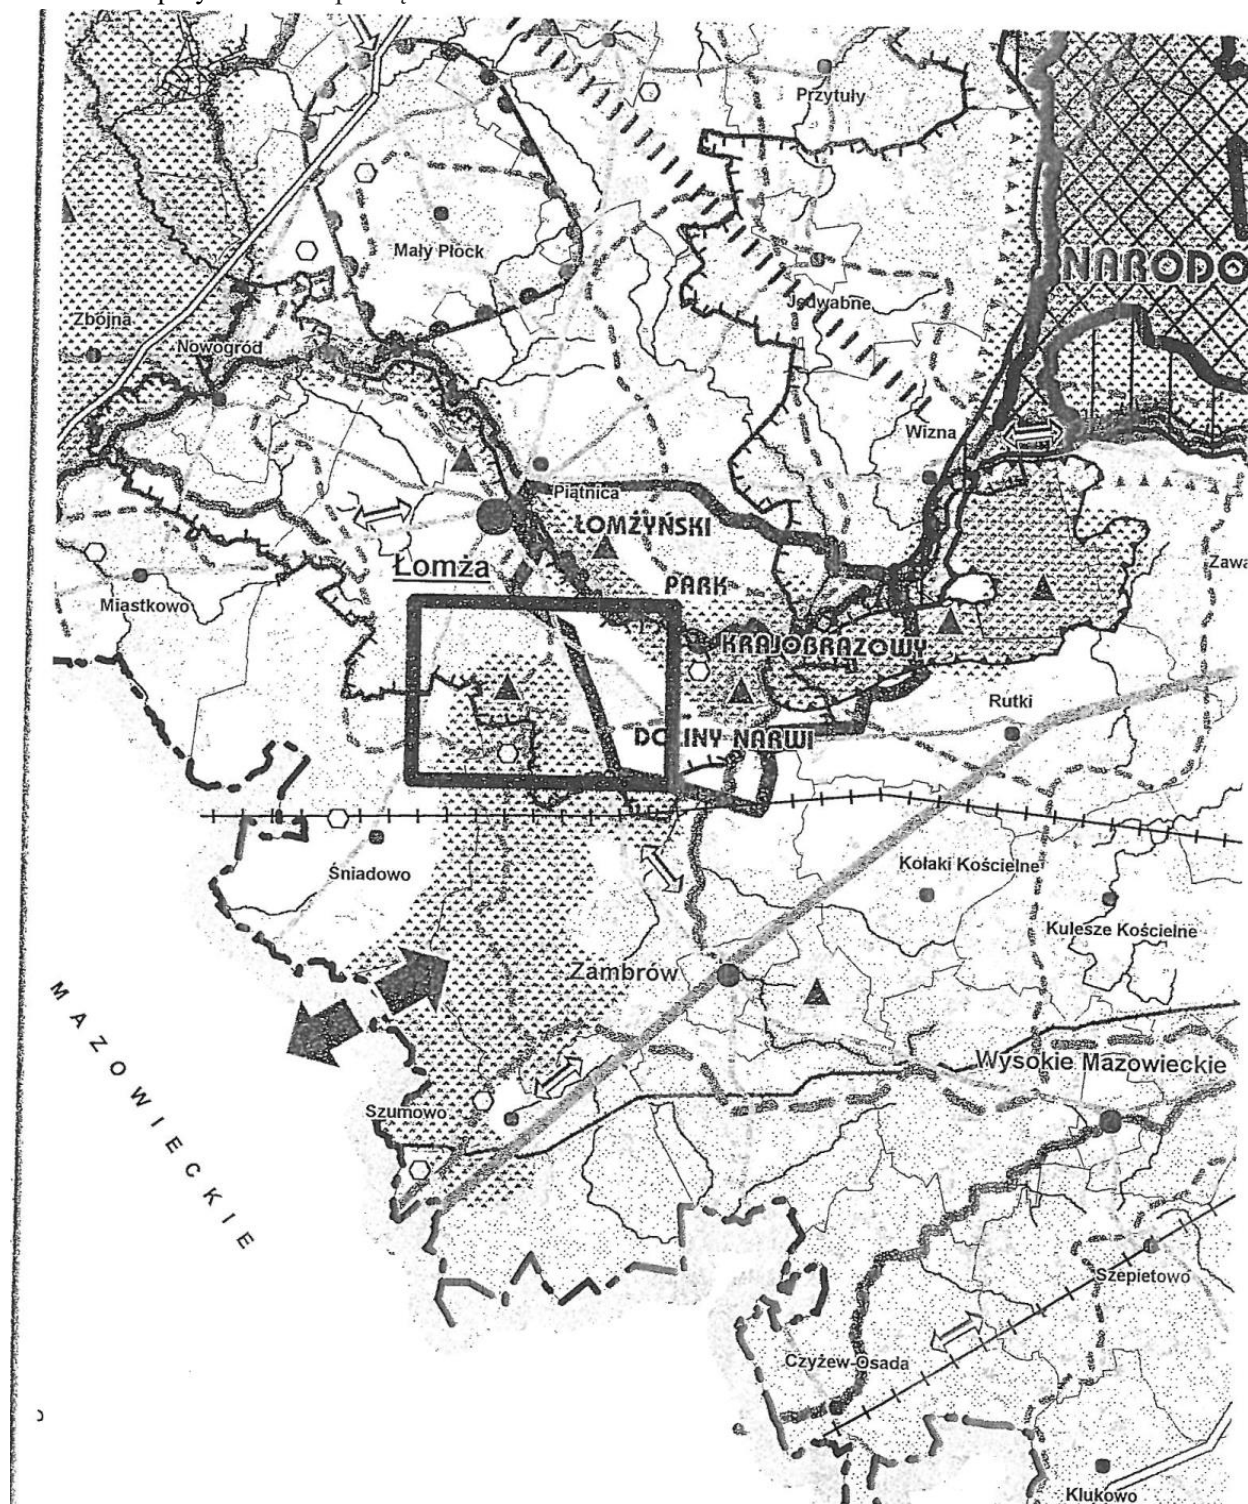 Przytuły
NARODO
Mały Płock
Jedwabne
Zbójna
Nowogród
Wizna
Piątnica
ŁOMŻYŃSKI
Łomża
Zawa
PARK
Miastkowo
KRAJOBRAZOWY
Rutki
DOLINY NARWI
Śniadowo
Kołaki Kościelne
Kulesze Kościelne
Zambrów
MAZOWIECKIE
Wysokie Mazowieckie
Szumowo
Szepietowo
Czyżew-Osada
Klukowo